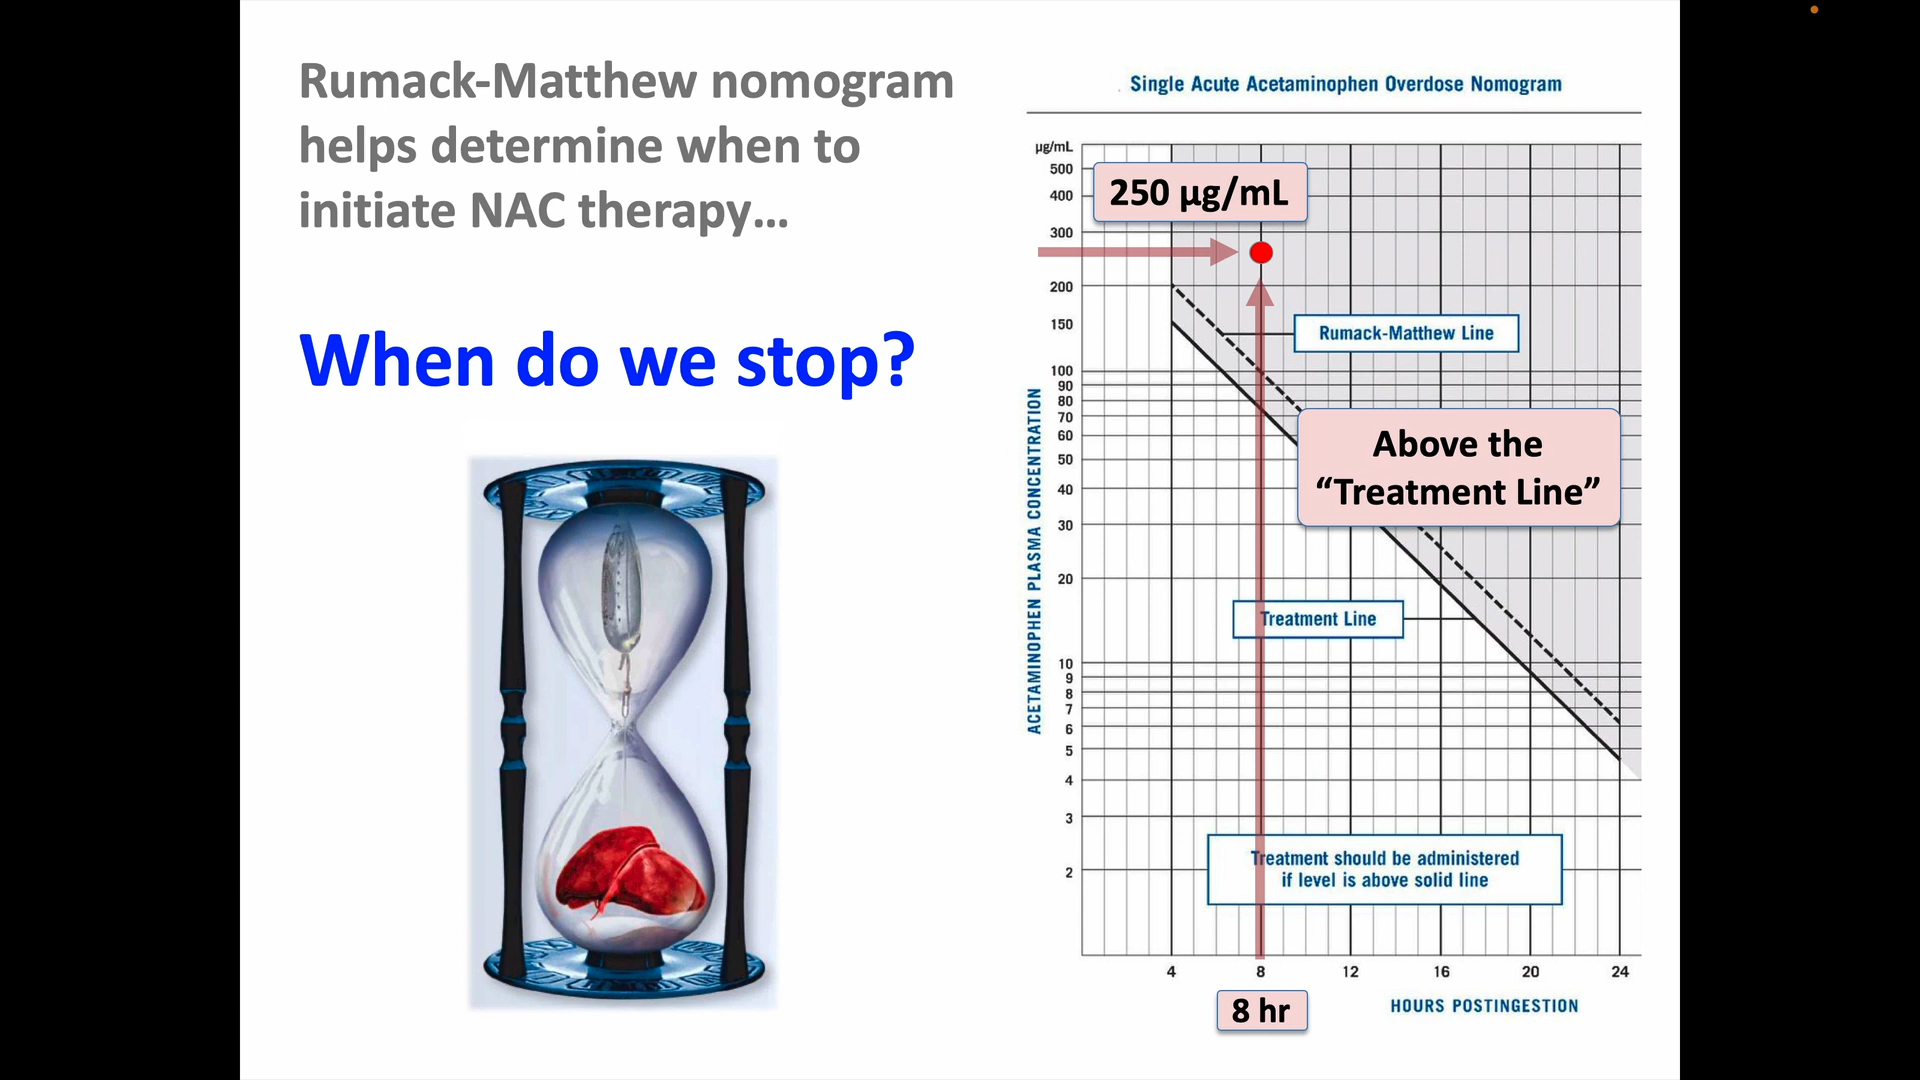 Rumack-Matthew nomogram
helps determine when to
initiate NAC therapy...
When do we stop?
Single Acute Acetaminophen Overdose Nomogram
µg/mL
500
400
300
200
150
100
90
80
70
60
50
40
30
20
10
9
8
7
6
5
4
3
2
ACETAMINOPHEN PLASMA CONCENTRATION
250 µg/mL
Rumack-Matthew Line
Above the
“Treatment Line”
Treatment Line
Treatment should be administered
if level is above solid line
4 8 12 16 20 24
HOURS POSTINGESTION
8 hr